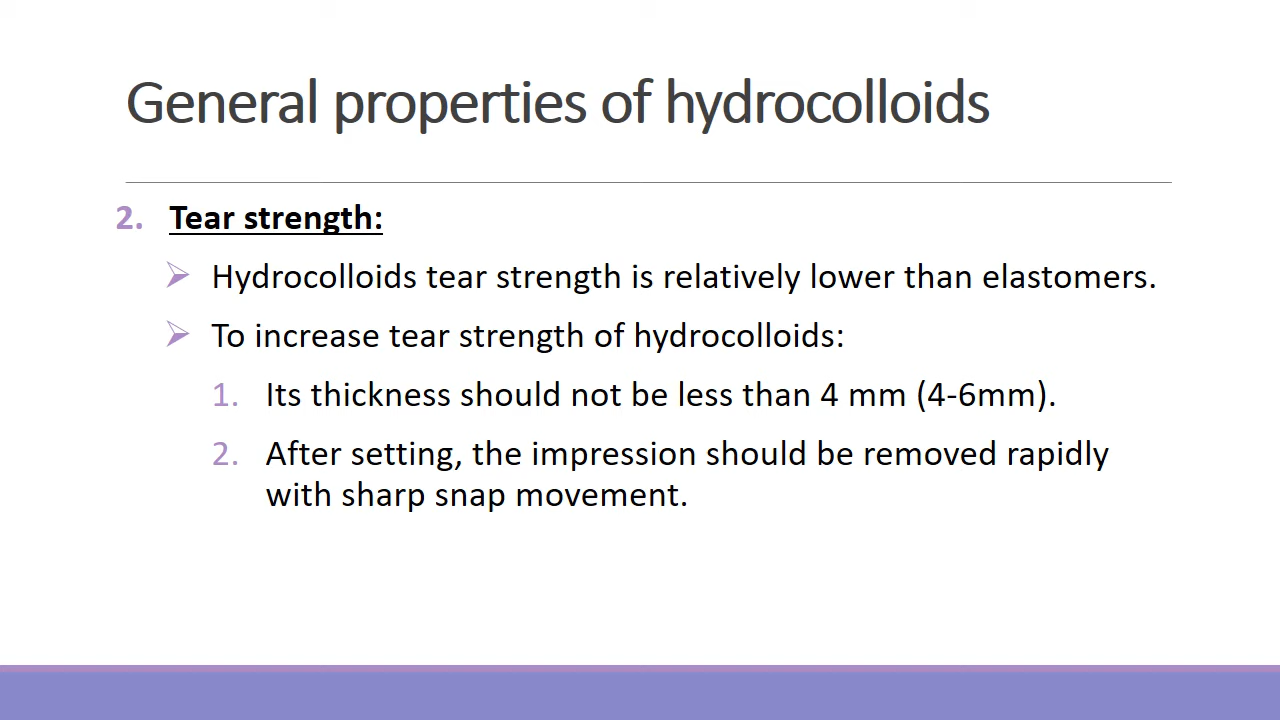 General properties of hydrocolloids
2. Tear strength:
Hydrocolloids tear strength is relatively lower than elastomers.
To increase tear strength of hydrocolloids:
1. Its thickness should not be less than 4 mm (4-6mm).
2. After setting, the impression should be removed rapidly
with sharp snap movement.